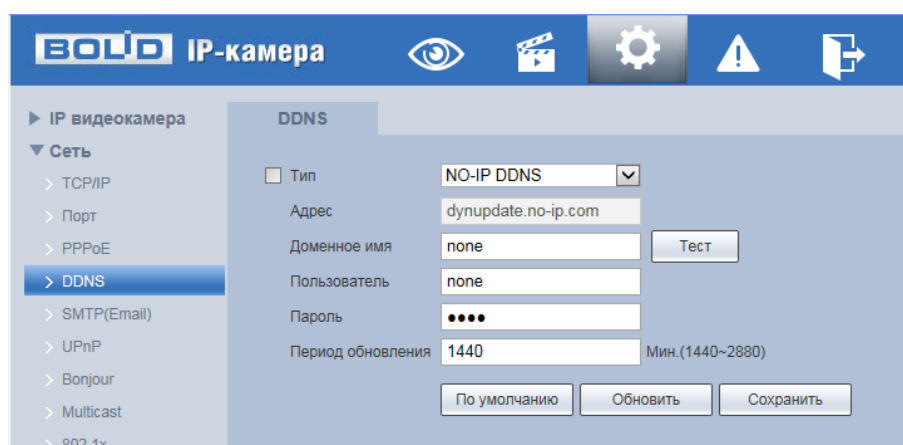 BOLID IP-камера
IP видеокамера
Сеть
TCP/IP
Порт
PPPoE
DDNS
SMTP(Email)
UPnP
Bonjour
Multicast
802.1x
DDNS
Тип NO-IP DDNS
Адрес dynupdate.no-ip.com
Доменное имя none Тест
Пользователь none
Пароль ●●●●
Период обновления 1440 Мин.(1440~2880)
По умолчанию Обновить Сохранить